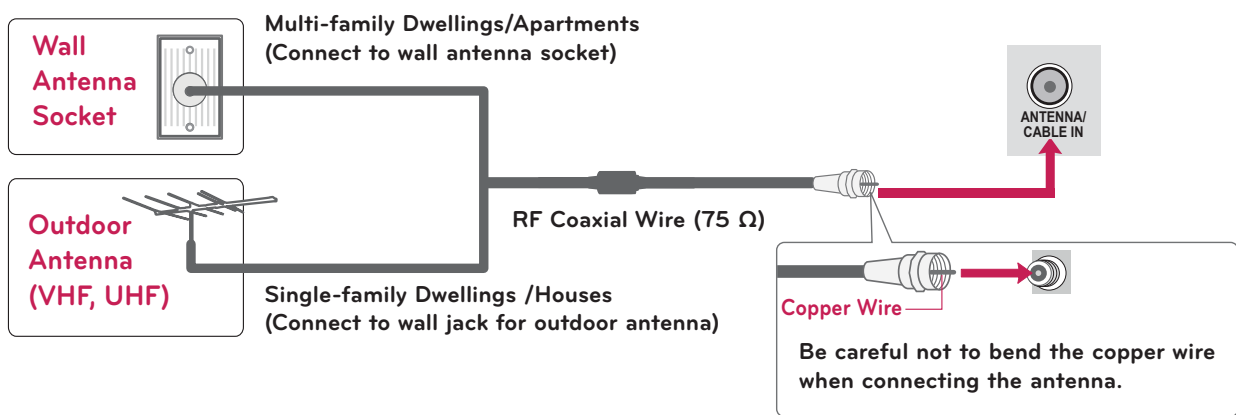 Wall
Antenna
Socket
Multi-family Dwellings/Apartments
(Connect to wall antenna socket)
ANTENNA/
CABLE IN
RF Coaxial Wire (75 Ω)
Outdoor
Antenna
(VHF, UHF)
Single-family Dwellings /Houses
(Connect to wall jack for outdoor antenna)
Copper Wire
Be careful not to bend the copper wire
when connecting the antenna.